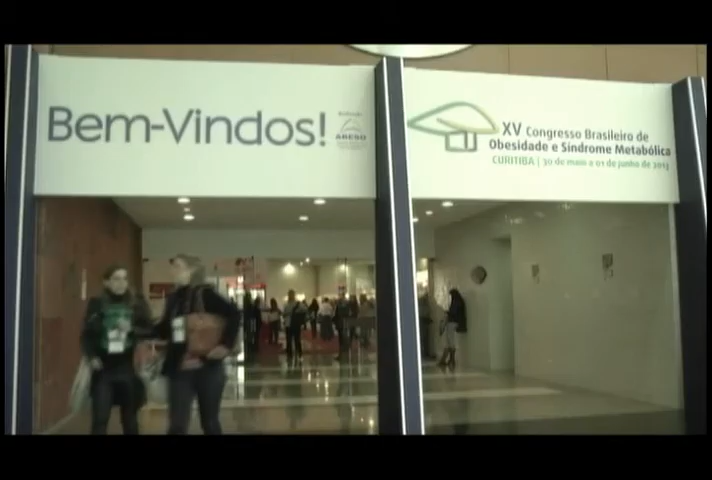 Bem-Vindos!
ABESO
XV Congresso Brasileiro de
Obesidade e Síndrome Metabólica
CURITIBA | 30 de maio a 01 de junho de 2013